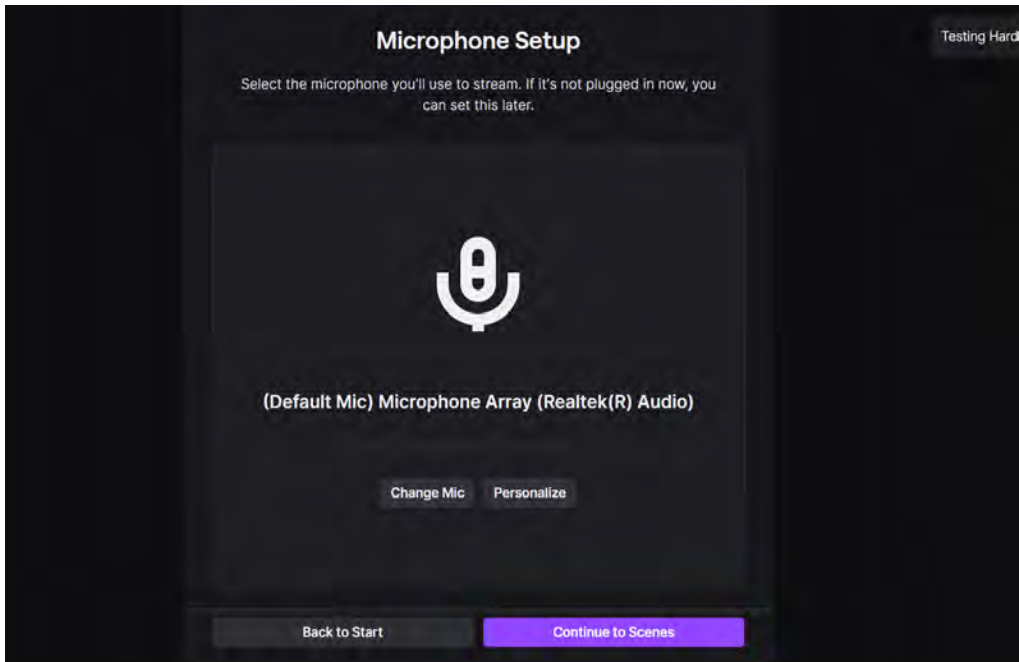 Microphone Setup
Testing Hard
Select the microphone you'll use to stream. If it's not plugged in now, you
can set this later.
(Default Mic) Microphone Array (Realtek(R) Audio)
Change Mic Personalize
Back to Start Continue to Scenes